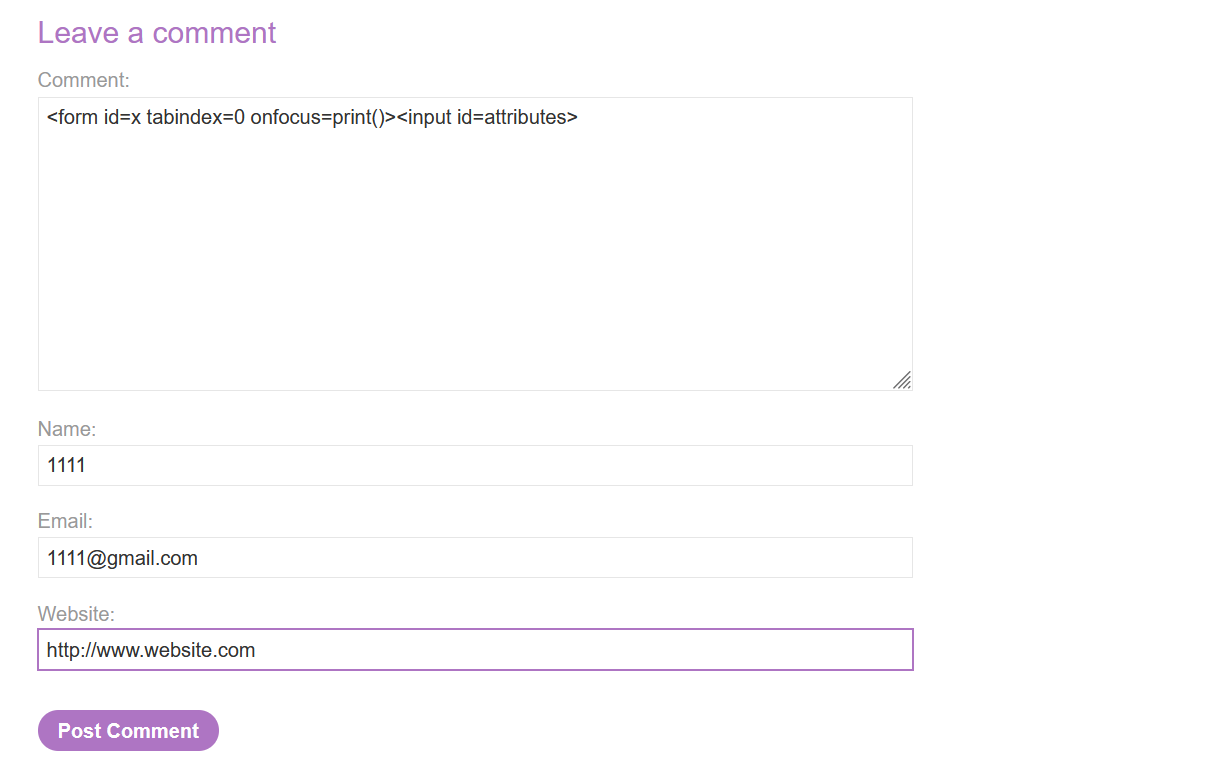 Leave a comment
Comment:
<form id=x tabindex=0 onfocus=print()><input id=attributes>
Name:
1111
Email:
1111@gmail.com
Website:
http://www.website.com
Post Comment